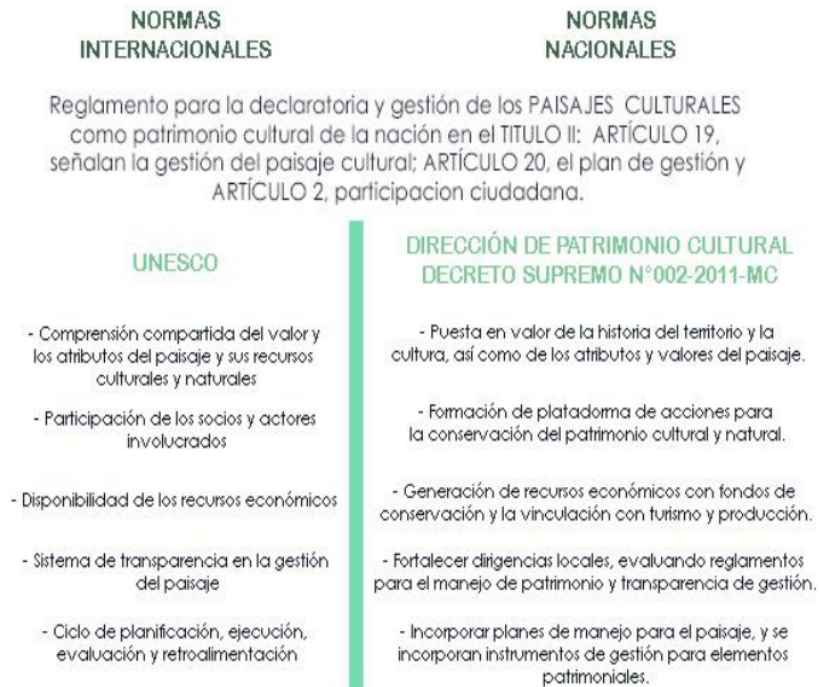 NORMAS
INTERNACIONALES
NORMAS
NACIONALES
Reglamento para la declaratoria y gestión de los PAISAJES CULTURALES
como patrimonio cultural de la nación en el TITULO II: ARTÍCULO 19,
señalan la gestión del paisaje cultural; ARTÍCULO 20, el plan de gestión y
ARTÍCULO 2, participacion ciudadana.
UNESCO
- Comprensión compartida del valor y
los atributos del paisaje y sus recursos
culturales y naturales
- Participación de los socios y actores
involucrados
- Disponibilidad de los recursos económicos
- Sistema de transparencia en la gestión
del paisaje
- Ciclo de planificación, ejecución,
evaluación y retroalimentación
DIRECCIÓN DE PATRIMONIO CULTURAL
DECRETO SUPREMO N°002-2011-MC
- Puesta en valor de la historia del territorio y la
cultura, así como de los atributos y valores del paisaje.
- Formación de platadorma de acciones para
la conservación del patrimonio cultural y natural.
- Generación de recursos económicos con fondos de
conservación y la vinculación con turismo y producción.
- Fortalecer dirigencias locales, evaluando reglamentos
para el manejo de patrimonio y transparencia de gestión.
- Incorporar planes de manejo para el paisaje, y se
incorporan instrumentos de gestión para elementos
patrimoniales.